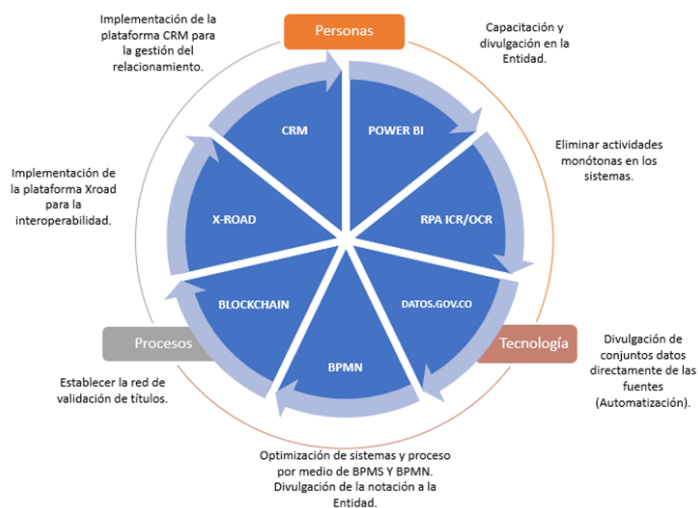 Implementación de la
plataforma CRM para
la gestión del
relacionamiento.
Personas
Capacitación y
divulgación en la
Entidad.
CRM
POWER BI
Eliminar actividades
monótonas en los
sistemas.
Implementación de
la plataforma Xroad
para la
interoperabilidad.
X-ROAD
RPA ICR/OCR
BLOCKCHAIN
DATOS.GOV.CO
BPMN
Procesos
Tecnología
Establecer la red de
validación de títulos.
Divulgación de
conjuntos datos
directamente de las
fuentes
(Automatización).
Optimización de sistemas y proceso
por medio de BPMS Y BPMN.
Divulgación de la notación a la
Entidad.